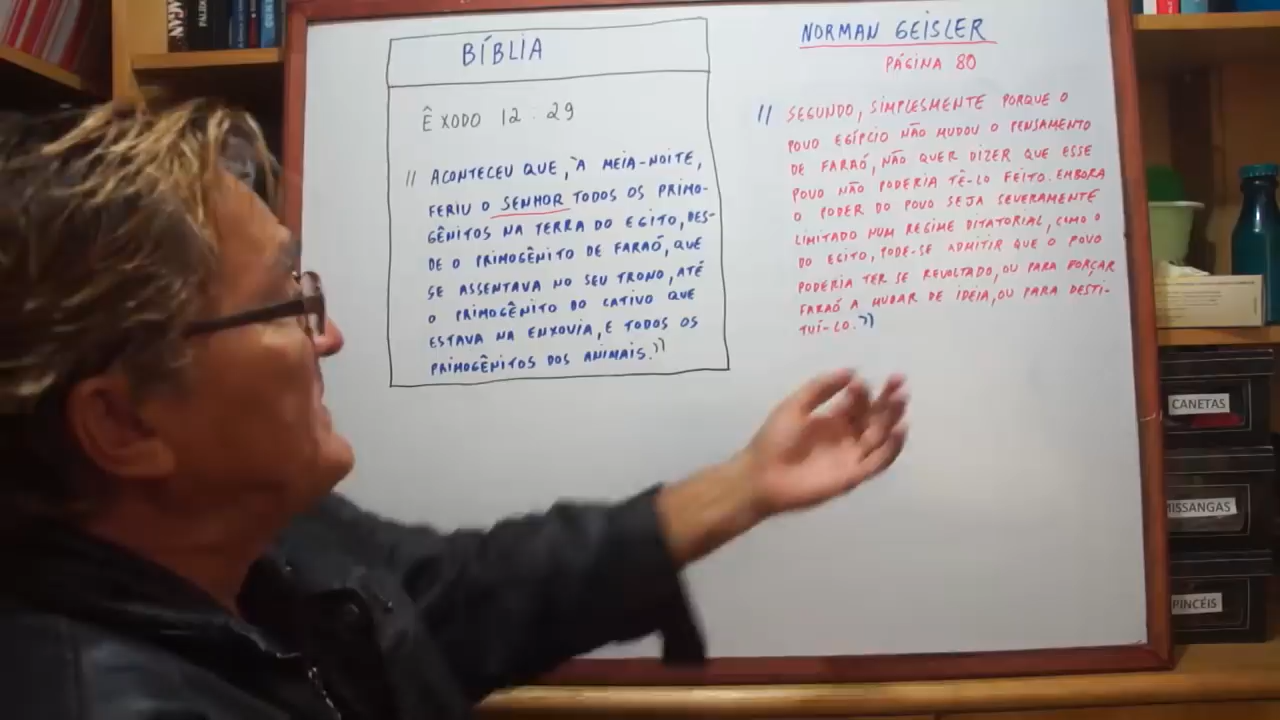 BÍBLIA
ÊXODO 12:29
" ACONTECEU QUE, À MEIA-NOITE,
FERIU O SENHOR TODOS OS PRIMO-
GÊNITOS NA TERRA DO EGITO, DES-
DE O PRIMOGÊNITO DE FARAÓ, QUE
SE ASSENTAVA NO SEU TRONO, ATÉ
O PRIMOGÊNITO DO CATIVO QUE
ESTAVA NA ENXOVIA, E TODOS OS
PRIMOGÊNITOS DOS ANIMAIS."
NORMAN GEISLER
PÁGINA 80
" SEGUNDO, SIMPLESMENTE PORQUE O
POVO EGÍPCIO NÃO MUDOU O PENSAMENTO
DE FARAÓ, NÃO QUER DIZER QUE ESSE
POVO NÃO PODERIA TÊ-LO FEITO. EMBORA
O PODER DO POVO SEJA SEVERAMENTE
LIMITADO NUM REGIME DITATORIAL, COMO O
DO EGITO, PODE-SE ADMITIR QUE O POVO
PODERIA TER SE REVOLTADO, OU PARA FORÇAR
FARAÓ A MUDAR DE IDEIA, OU PARA DESTI-
TUÍ-LO."
CANETAS
MISSANGAS
PINCÉIS